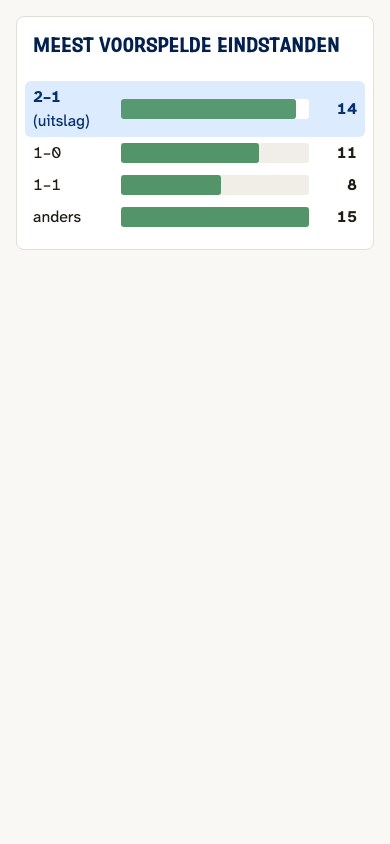 MEEST VOORSPELDE EINDSTANDEN
2–1
(uitslag)
14
1–0
11
1–1
8
anders
15